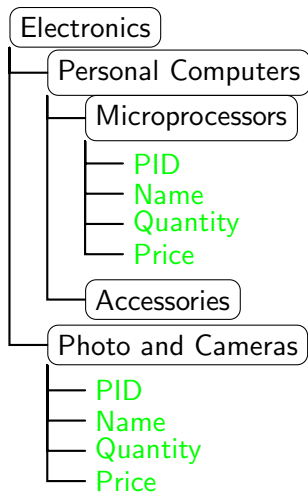 Electronics
Personal Computers
Microprocessors
PID
Name
Quantity
Price
Accessories
Photo and Cameras
PID
Name
Quantity
Price